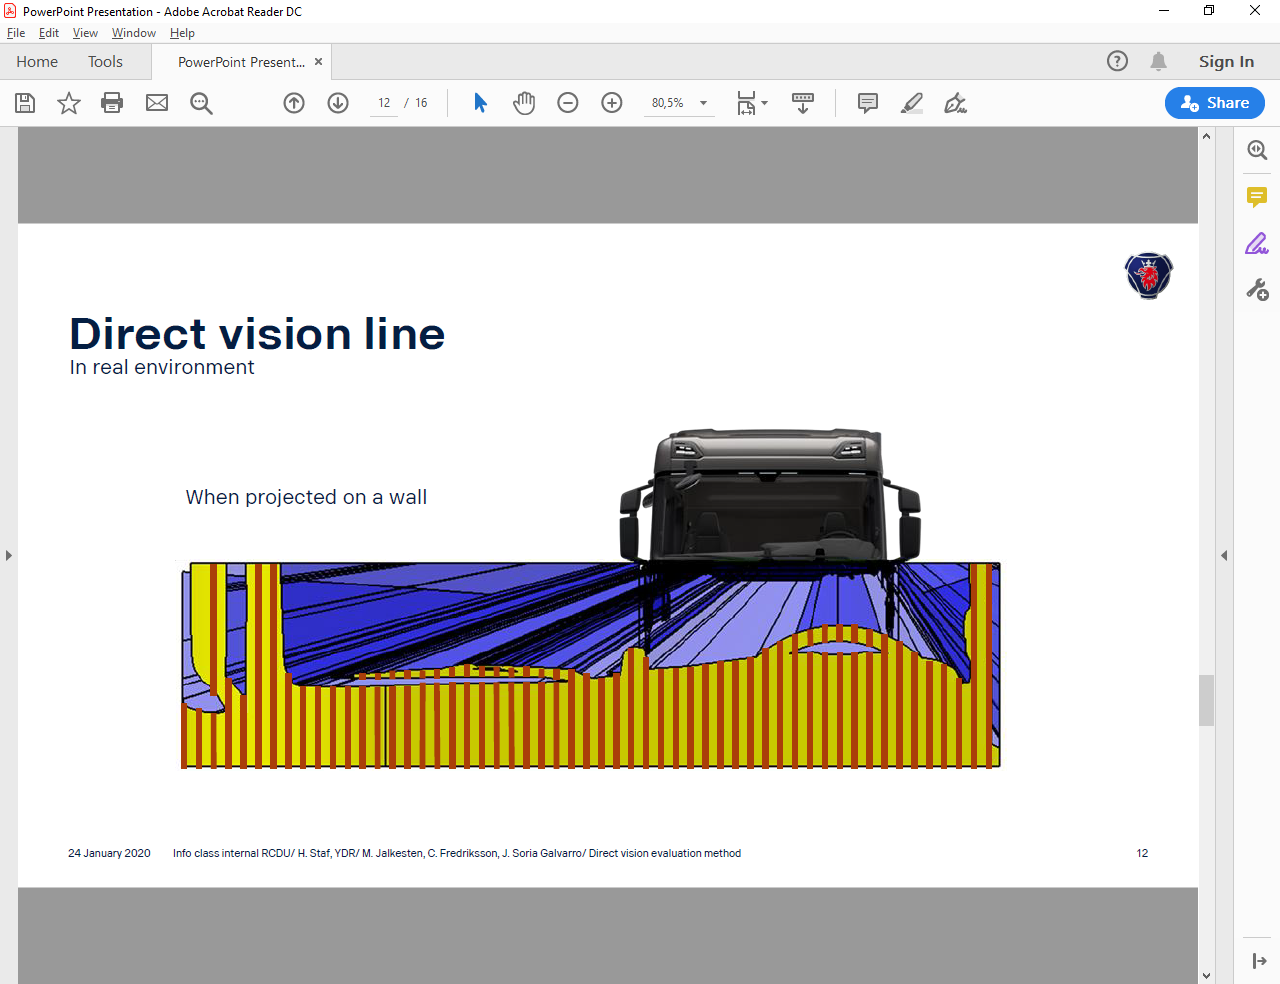 PowerPoint Presentation - Adobe Acrobat Reader DC
File Edit View Window Help
Home Tools PowerPoint Present... Sign In
12 / 16 80,5% Share
Direct vision line
In real environment
When projected on a wall
24 January 2020 Info class internal RCDU/ H. Staf, YDR/ M. Jalkesten, C. Fredriksson, J. Soria Galvarro/ Direct vision evaluation method 12